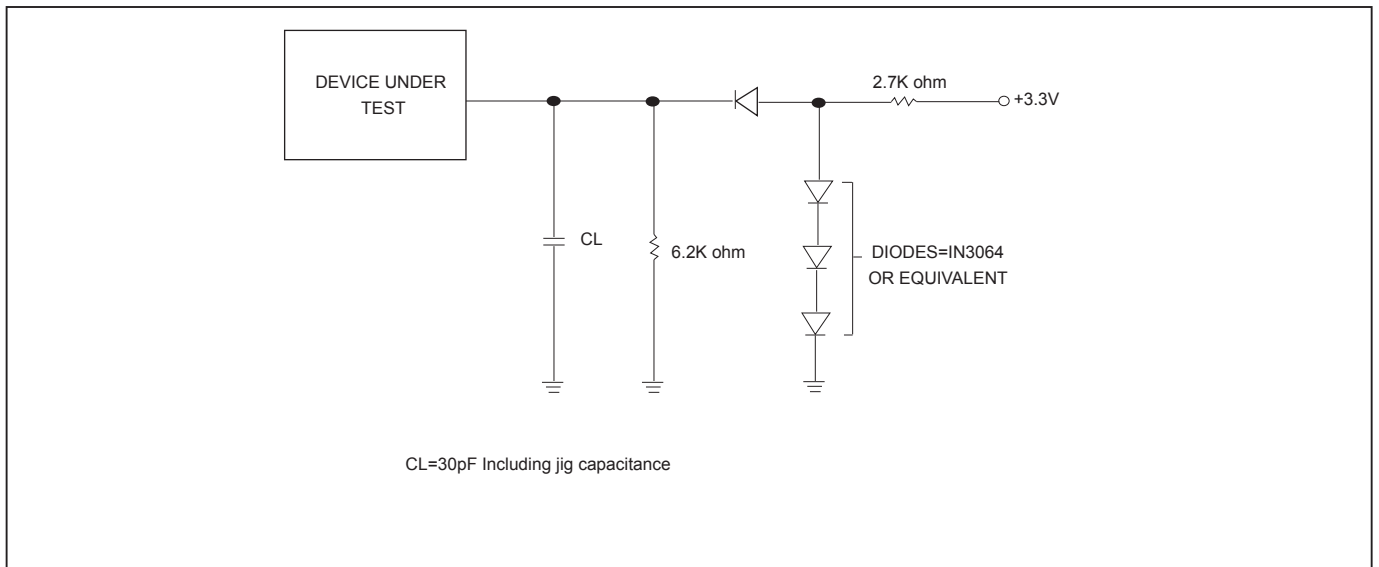 DEVICE UNDER
TEST
2.7K ohm
+3.3V
CL
6.2K ohm
DIODES=IN3064
OR EQUIVALENT
CL=30pF Including jig capacitance